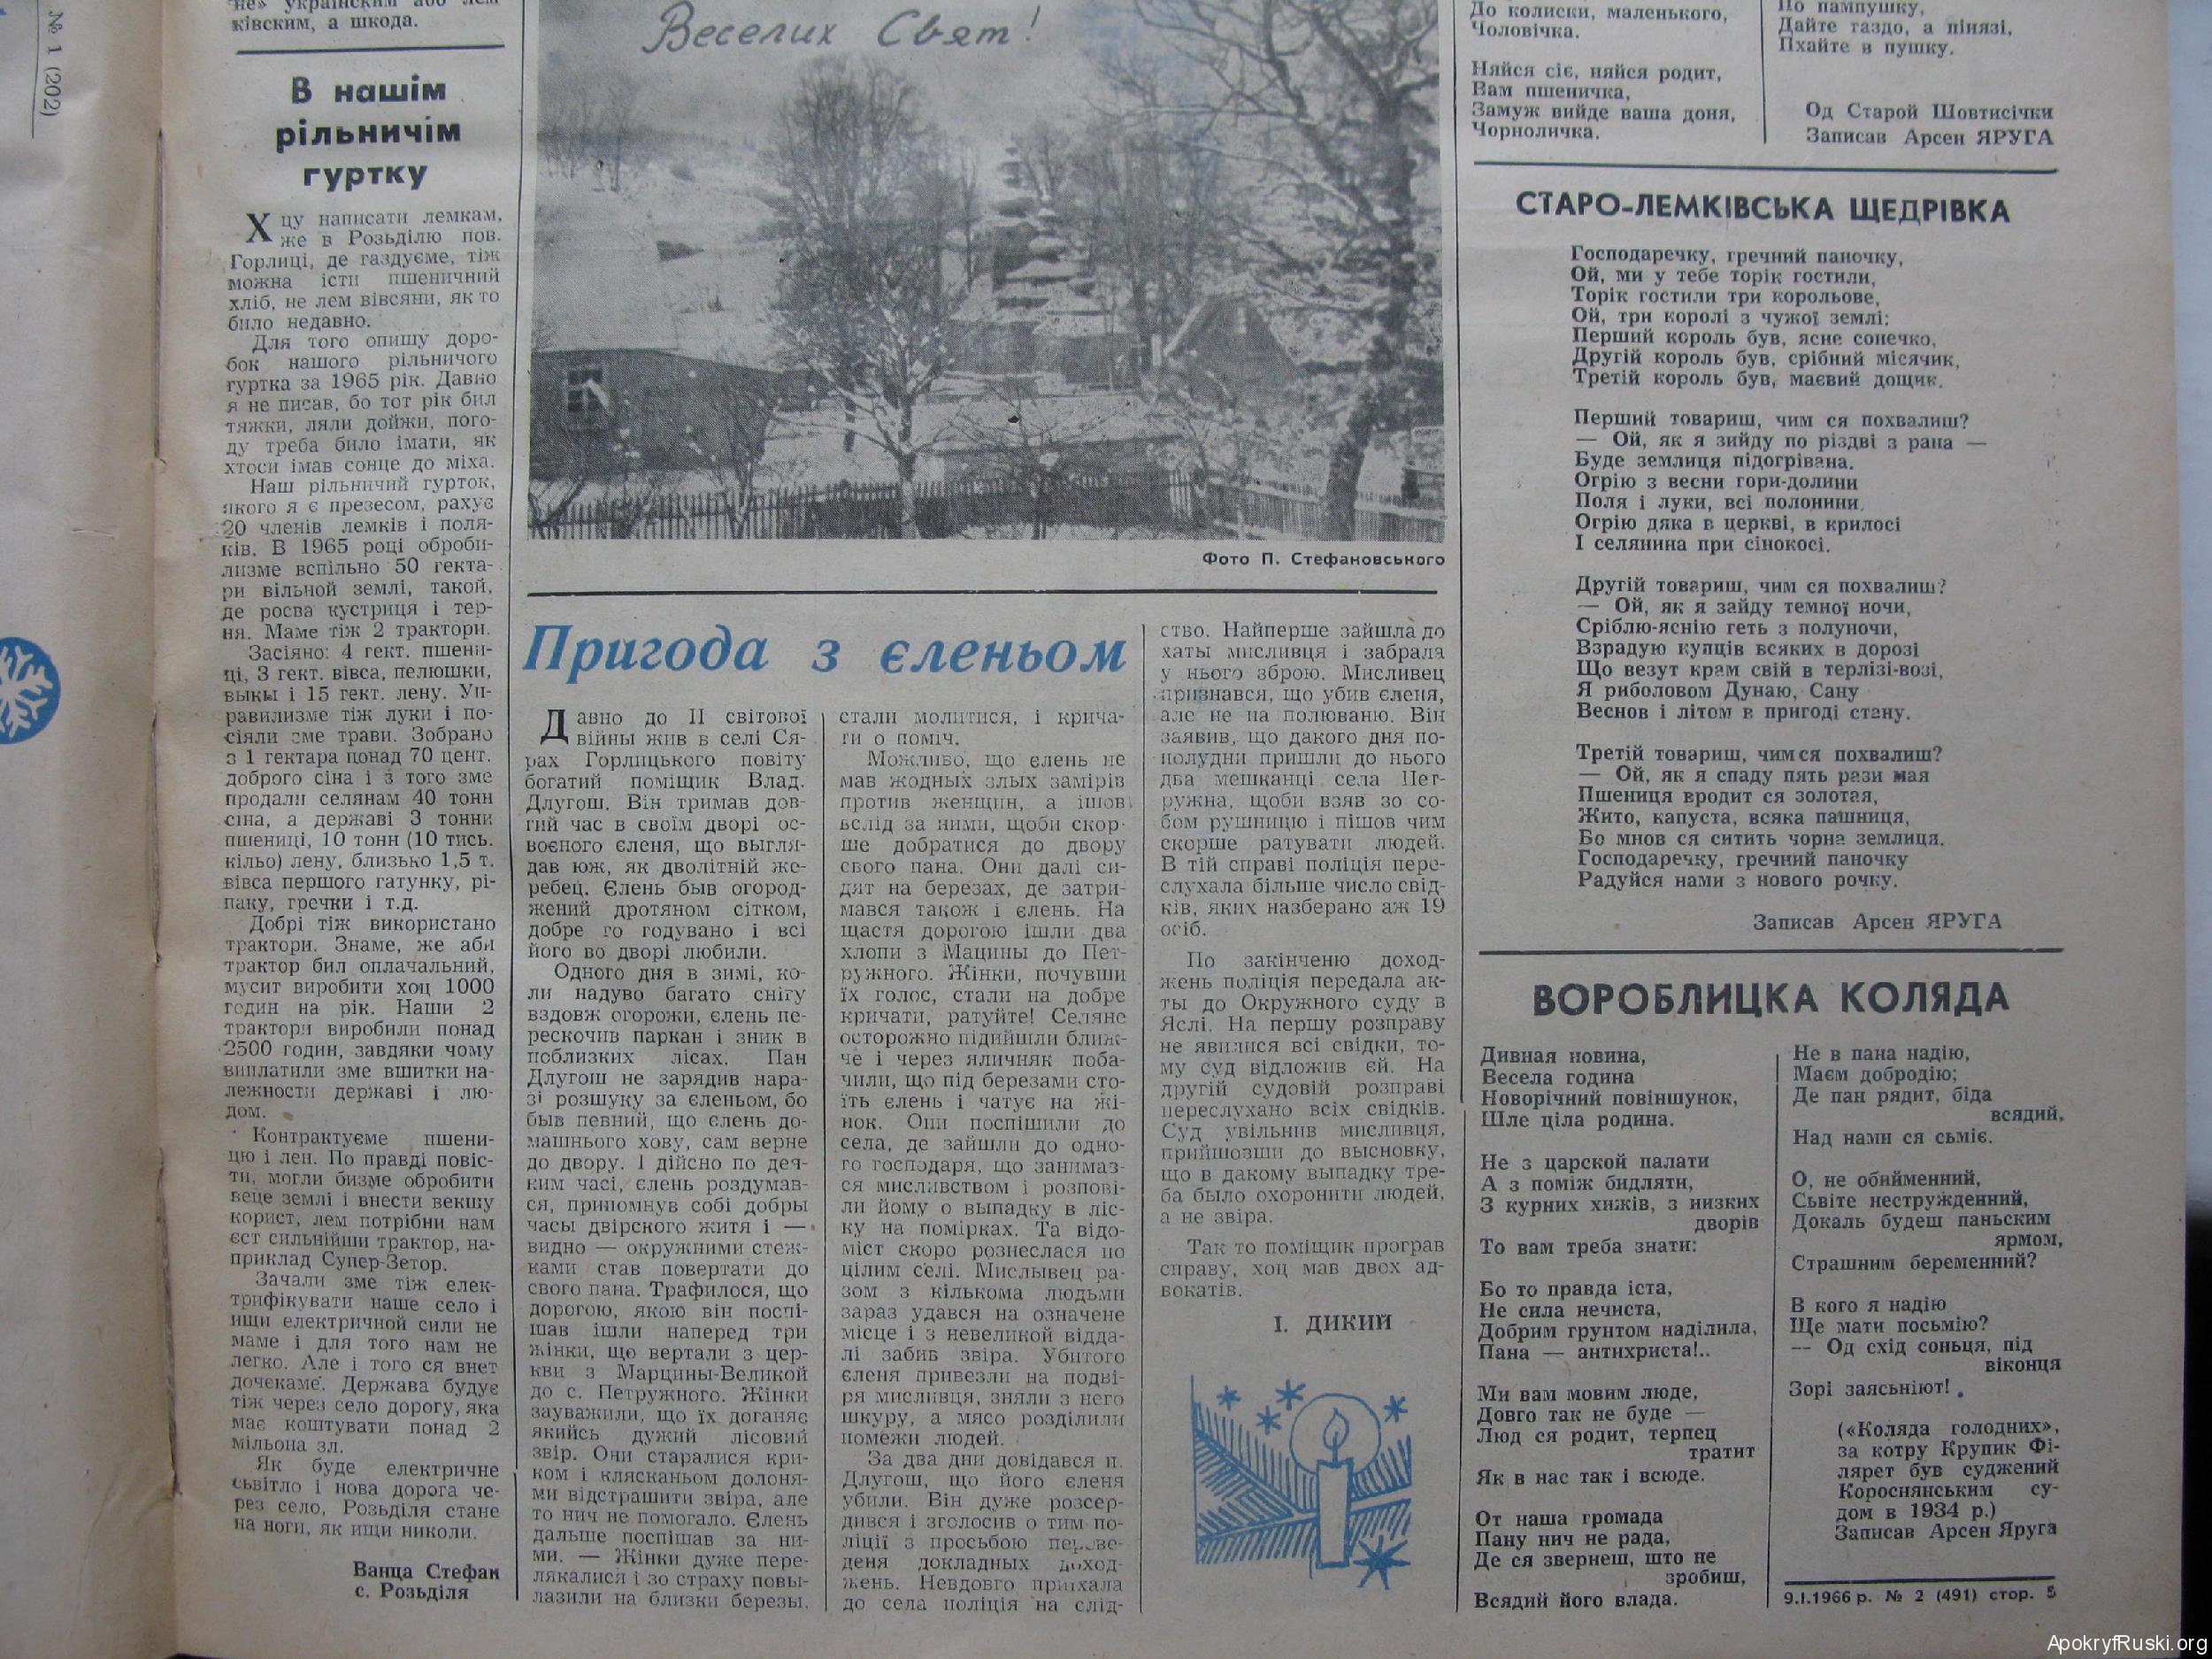 № 1 (202)
не» українским або лем
ківским, а шкода.
В нашім
рільничім
гуртку
Хцу написати лемкам,
же в Розьділю пов.
Горлиці, де газдуєме, тіж
можна істи пшеничний
хліб, не лем вівсяни, як то
било недавно.
Для того опишу доро-
бок нашого рільничого
гуртка за 1965 рік. Давно
я не писав, бо тот рік бил
тяжки, ляли дойжи, пого-
ду треба било імати, як
хтоси імав сонце до міха.
Наш рільничий гурток,
якого я є презесом, рахує
20 членів лемків і поля-
ків. В 1965 році оброби-
лизме вспільно 50 гекта-
ри вільной землі, такой,
де росва кустриця і тер-
ня. Маме тіж 2 трактори.
Засіяно: 4 гект. пшени-
ці, 3 гект. вівса, пелюшки,
выкы і 15 гект. лену. Уп-
равилизме тіж луки і по-
сіяли зме трави. Зобрано
з 1 гектара понад 70 цент.
доброго сіна і з того зме
продали селянам 40 тонн
сіна, а державі 3 тонни
пшениці, 10 тонн (10 тись.
кільо) лену, близько 1,5 т.
вівса першого гатунку, рі-
паку, гречки і т.д.
Добрі тіж використано
трактори. Знаме, же аби
трактор бил оплачальний,
мусит виробити хоц 1000
годин на рік. Наши 2
трактори виробили понад
2500 годин, завдяки чому
виплатили зме вшитки на-
лежности державі і лю-
дом.
Контрактуєме пшени-
цю і лен. По правді повіс-
ти, могли бизме обробити
веце землі і внести векшу
корист, лем потрібни нам
єст сильнійши трактор, на-
приклад Супер-Зетор.
Зачали зме тіж елек-
трифікувати наше село і
ищи електричной сили не
маме і для того нам не
легко. Але і того ся внет
дочекаме. Держава будує
тіж через село дорогу, яка
має коштувати понад 2
мільона зл.
Як буде електричне
сьвітло і нова дорога че-
рез село, Розьділя стане
на ноги, як ищи николи.
Ванца Стефан
с. Розьділя
Веселих Свят!
Фото П. Стефановського
Пригода з єленьом
Давно до II світової
війны жив в селі Ся-
рах Горлицького повіту
богатий поміщик Влад.
Длугош. Він тримав дов-
гий час в своїм дворі ос-
воєного єленя, що выгля-
дав юж, як дволітній же-
ребец. Єлень быв огород-
жений дротяном сітком,
добре го годувано і всі
його во дворі любили.
Одного дня в зимі, ко-
ли надуво багато снігу
вздовж огорожи, єлень пе-
рескочив паркан і зник в
поблизких лісах. Пан
Длугош не зарядив нара-
зі розшуку за єленьом, бо
быв певний, що єлень до-
машнього хову, сам верне
до двору. І дійсно по дея-
ким часі, єлень роздумав-
ся, припомнув собі добры
часы двірского житя і —
видно — окружними стеж-
ками став повертати до
свого пана. Трафилося, що
дорогою, якою він поспі-
шав ішли наперед три
жінки, що вертали з цер-
кви з Марцины-Великой
до с. Петружного. Жінки
зауважили, що їх доганяє
якийсь дужий лісовий
звір. Они старалися кри-
ком і клясканьом долоня-
ми відстрашити звіра, але
то нич не помогало. Єлень
дальше поспішав за ни-
ми. — Жінки дуже пере-
лякалися і зо страху повы-
лазили на близки березы,
стали молитися, і крича-
ти о поміч.
Можливо, що єлень не
мав жодных злых замірів
против женщин, а ішов
вслід за ними, щоби скор-
ше добратися до двору
свого пана. Они далі си-
дят на березах, де затри-
мався також і єлень. На
щастя дорогою ішли два
хлопи з Мацины до Пет-
ружного. Жінки, почувши
їх голос, стали на добре
кричати, ратуйте! Селяне
осторожно підийшли ближ-
че і через яличняк поба-
чили, що під березами сто-
їть єлень і чатує на жі-
нок. Они поспішили до
села, де зайшли до одно-
го господаря, що занимав-
ся мисливством і розпові-
ли йому о выпадку в ліс-
ку на помірках. Та відо-
міст скоро рознеслася по
цілим селі. Мисливец ра-
зом з кількома людьми
зараз удався на означене
місце і з невеликой відда-
лі забив звіра. Убитого
єленя привезли на подві-
ря мисливця, зняли з него
шкуру, а мясо розділили
помежи людей.
За два дни довідався п.
Длугош, що його єленя
убили. Він дуже розсер-
дився і зголосив о тим по-
ліції з просьбою переве-
деня докладных доход-
жень. Невдовго приїхала
до села поліція на слід-
ство. Найперше зайшла до
хаты мисливця і забрала
у нього зброю. Мисливец
признався, що убив єленя,
але не на полюваню. Він
заявив, що дакого дня по-
полудни пришли до нього
два мешканці села Пет-
ружна, щоби взяв зо со-
бом рушницю і пішов чим
скорше ратувати людей.
В тій справі поліція пере-
слухала більше число свід-
ків, яких назберано аж 19
осіб.
По закінченю доход-
жень поліція передала ак-
ты до Окружного суду в
Яслі. На першу розправу
не явилися всі свідки, то-
му суд відложив єй. На
другій судовій розправі
переслухано всіх свідків.
Суд увільнив мисливця,
прийшовши до высновку,
що в дакому выпадку тре-
ба было охоронити людей,
а не звіра.
Так то поміщик програв
справу, хоц мав двох ад-
вокатів.
І. ДИКИЙ
До колиски, маленького,
Чоловічка.
Няйся сіє, няйся родит,
Вам пшеничка,
Замуж вийде ваша доня,
Чорноличка.
По пампушку,
Дайте газдо, а пінязі,
Пхайте в пушку.
Од Старой Шовтисічки
Записав Арсен ЯРУГА
СТАРО-ЛЕМКІВСЬКА ЩЕДРІВКА
Господаречку, гречний паночку,
Ой, ми у тебе торік гостили,
Торік гостили три корольове,
Ой, три королі з чужої землі:
Перший король був, ясне сонечко,
Другій король був, срібний місячик,
Третій король був, маєвий дощик.
Перший товариш, чим ся похвалиш?
— Ой, як я зийду по різдві з рана —
Буде землиця підогрівана.
Огрію з весни гори-долини
Поля і луки, всі полонини.
Огрію дяка в церкві, в крилосі
І селянина при сінокосі.
Другій товариш, чим ся похвалиш?
— Ой, як я зайду темної ночи,
Сріблю-яснію геть з полуночи,
Взрадую купців всяких в дорозі
Що везут крам свій в терлізі-возі,
Я риболовом Дунаю, Сану
Веснов і літом в пригоді стану.
Третій товариш, чим ся похвалиш?
— Ой, як я спаду пять рази мая
Пшениця вродит ся золотая,
Жито, капуста, всяка пашниця,
Бо мнов ся ситить чорна землиця.
Господаречку, гречний паночку
Радуйся нами з нового рочку.
Записав Арсен ЯРУГА
ВОРОБЛИЦКА КОЛЯДА
Дивная новина,
Весела година
Новорічний повіншунок,
Шле ціла родина.
Не з царской палати
А з поміж бидляти,
З курних хижів, з низких
дворів
То вам треба знати:
Бо то правда іста,
Не сила нечиста,
Добрим грунтом наділила,
Пана — антихриста!..
Ми вам мовим люде,
Довго так не буде —
Люд ся родит, терпец
тратит
Як в нас так і всюде.
От наша громада
Пану нич не рада,
Де ся звернеш, што не
зробиш,
Всядий його влада.
Не в пана надію,
Маєм добродію;
Де пан рядит, біда
всядий,
Над нами ся сьміє.
О, не обийменний,
Сьвіте нестружденний,
Докаль будеш паньским
ярмом,
Страшним беременний?
В кого я надію
Ще мати посьмію?
— Од схід соньця, під
віконця
Зорі заясьніют!
(«Коляда голодних»,
за котру Крупик Фі-
лярет був суджений
Короснянським су-
дом в 1934 р.)
Записав Арсен Яруга
9.I.1966 р. № 2 (491) стор. 5
ApokryfRuski.org